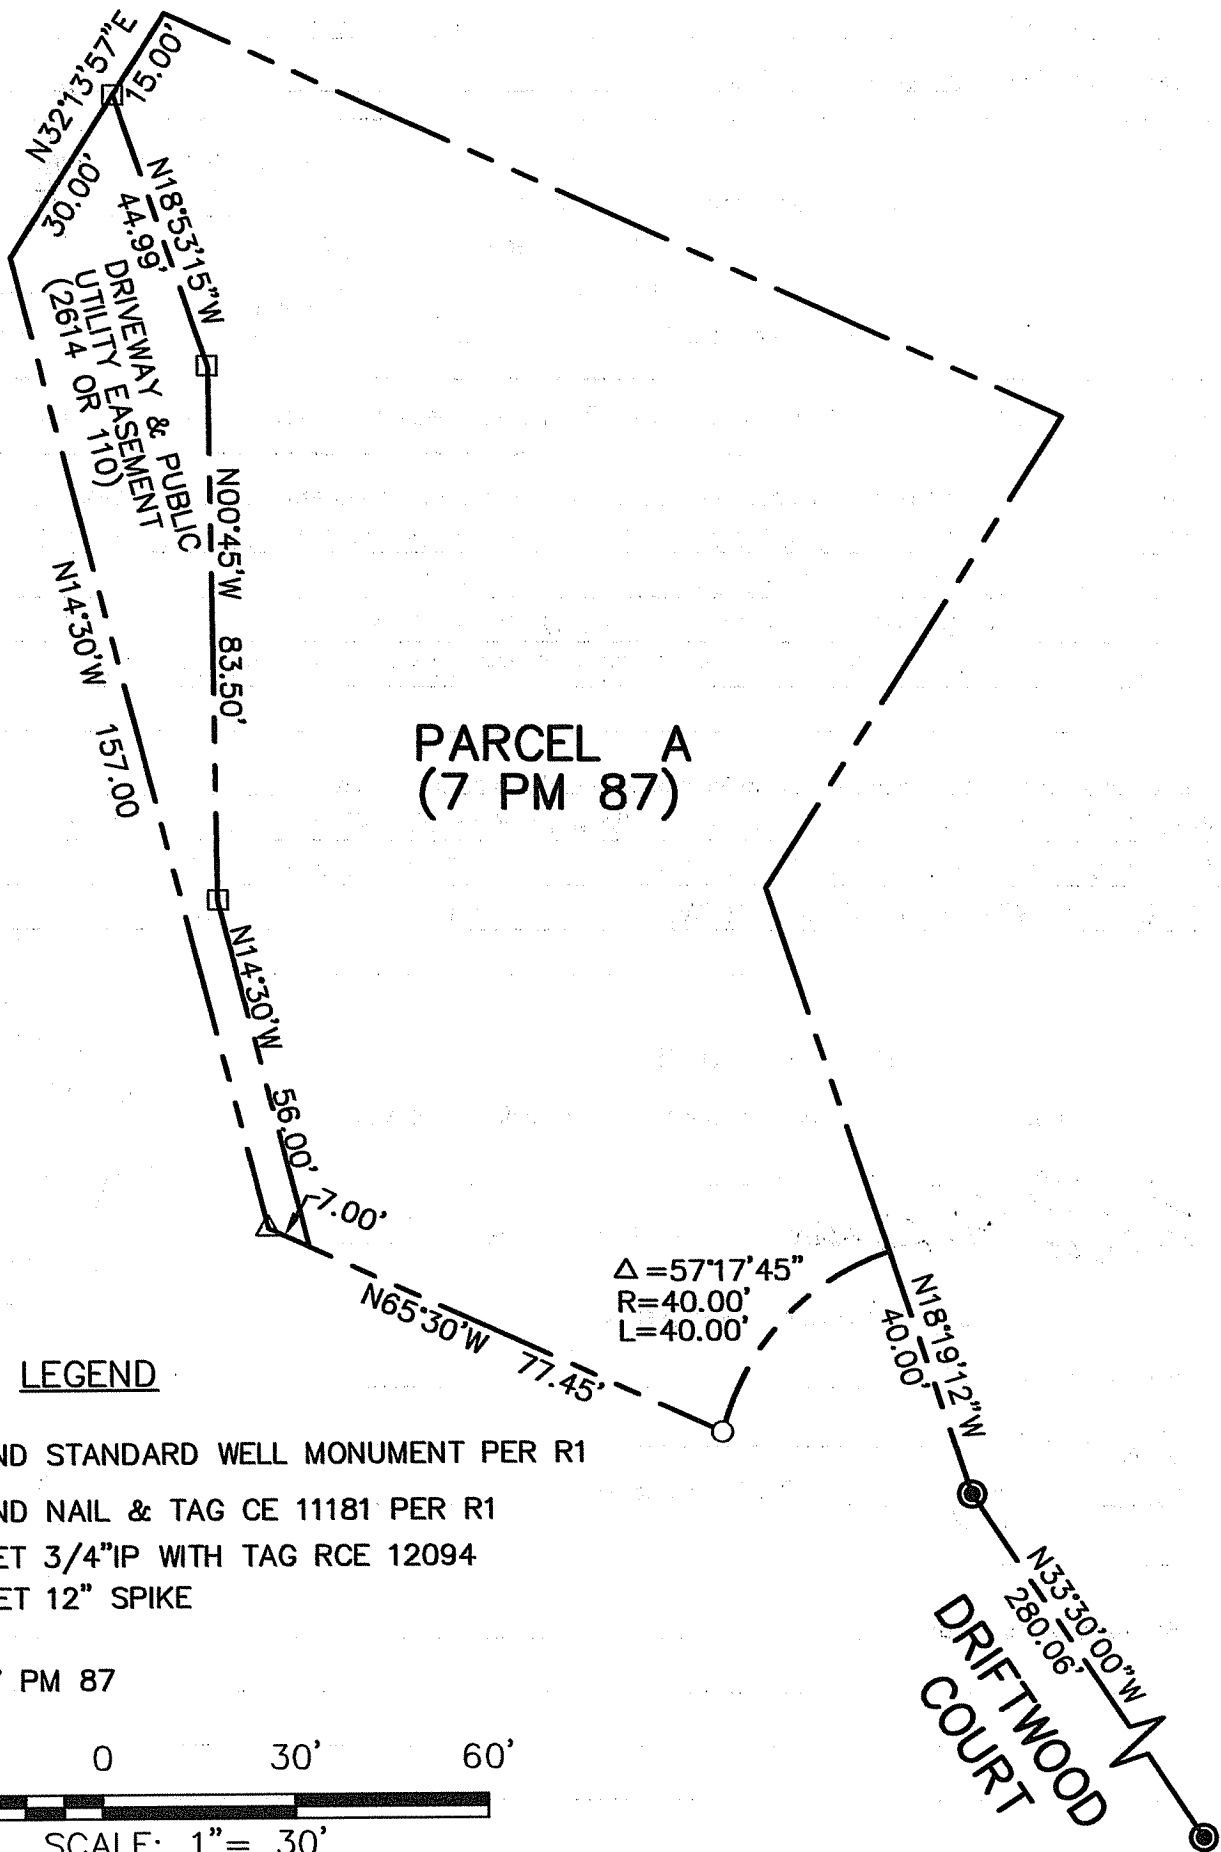 N32°13'57"E
15.00'
30.00'
N18°53'15"W
44.99'
DRIVEWAY & PUBLIC
UTILITY EASEMENT
(2614 OR 110)
N00°45'W 83.50'
N14°30'W 157.00
PARCEL A
(7 PM 87)
N14°30'W 56.00'
7.00'
Δ=57°17'45"
R=40.00'
L=40.00'
N65°30'W 77.45'
N18°19'12"W
40.00'
LEGEND
ND STANDARD WELL MONUMENT PER R1
ND NAIL & TAG CE 11181 PER R1
ET 3/4"IP WITH TAG RCE 12094
ET 12" SPIKE
PM 87
N33°30'00"W
280.06'
DRIFTWOOD
COURT
0 30' 60'
SCALE: 1"= 30'